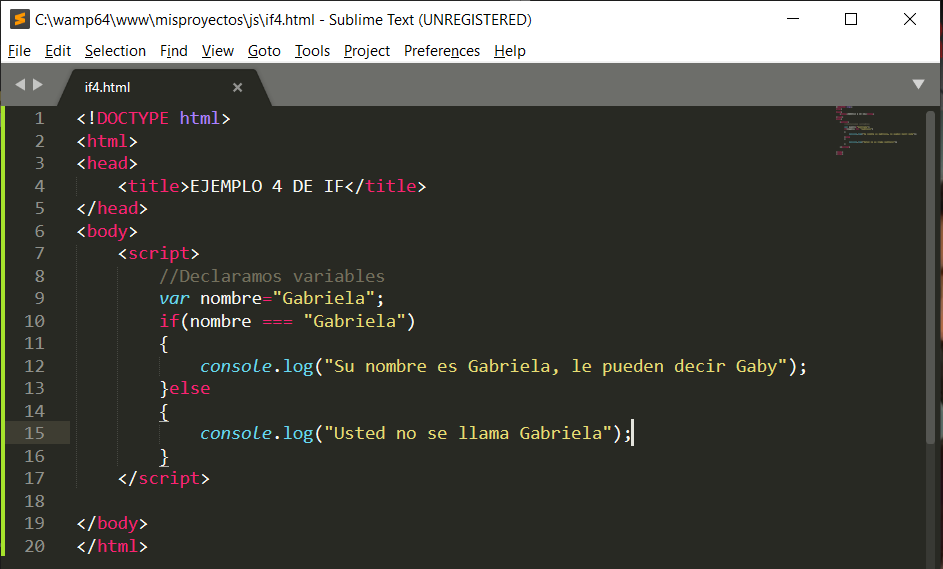 C:\wamp64\www\misproyectos\js\if4.html - Sublime Text (UNREGISTERED)
File Edit Selection Find View Goto Tools Project Preferences Help
if4.html ×
1 <!DOCTYPE html>
2 <html>
3 <head>
4     <title>EJEMPLO 4 DE IF</title>
5 </head>
6 <body>
7     <script>
8         //Declaramos variables
9         var nombre="Gabriela";
10         if(nombre === "Gabriela")
11         {
12             console.log("Su nombre es Gabriela, le pueden decir Gaby");
13         }else
14         {
15             console.log("Usted no se llama Gabriela");
16         }
17     </script>
18
19 </body>
20 </html>